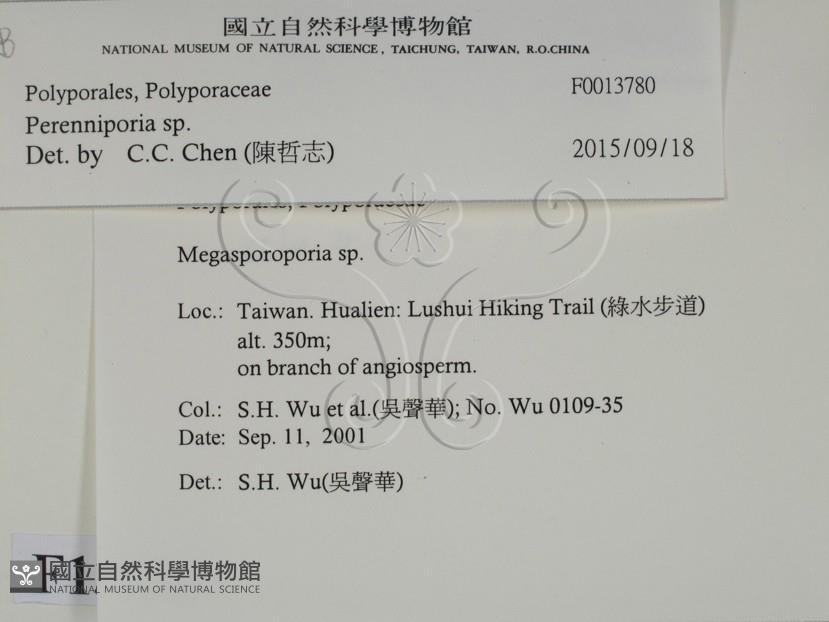 國立自然科學博物館
NATIONAL MUSEUM OF NATURAL SCIENCE, TAICHUNG, TAIWAN, R.O.CHINA
Polyporales, Polyporaceae F0013780
Perenniporia sp.
Det. by C.C. Chen (陳哲志) 2015/09/18
Megasporoporia sp.
Loc.: Taiwan. Hualien: Lushui Hiking Trail (綠水步道)
alt. 350m;
on branch of angiosperm.
Col.: S.H. Wu et al.(吳聲華); No. Wu 0109-35
Date: Sep. 11, 2001
Det.: S.H. Wu(吳聲華)
國立自然科學博物館
NATIONAL MUSEUM OF NATURAL SCIENCE